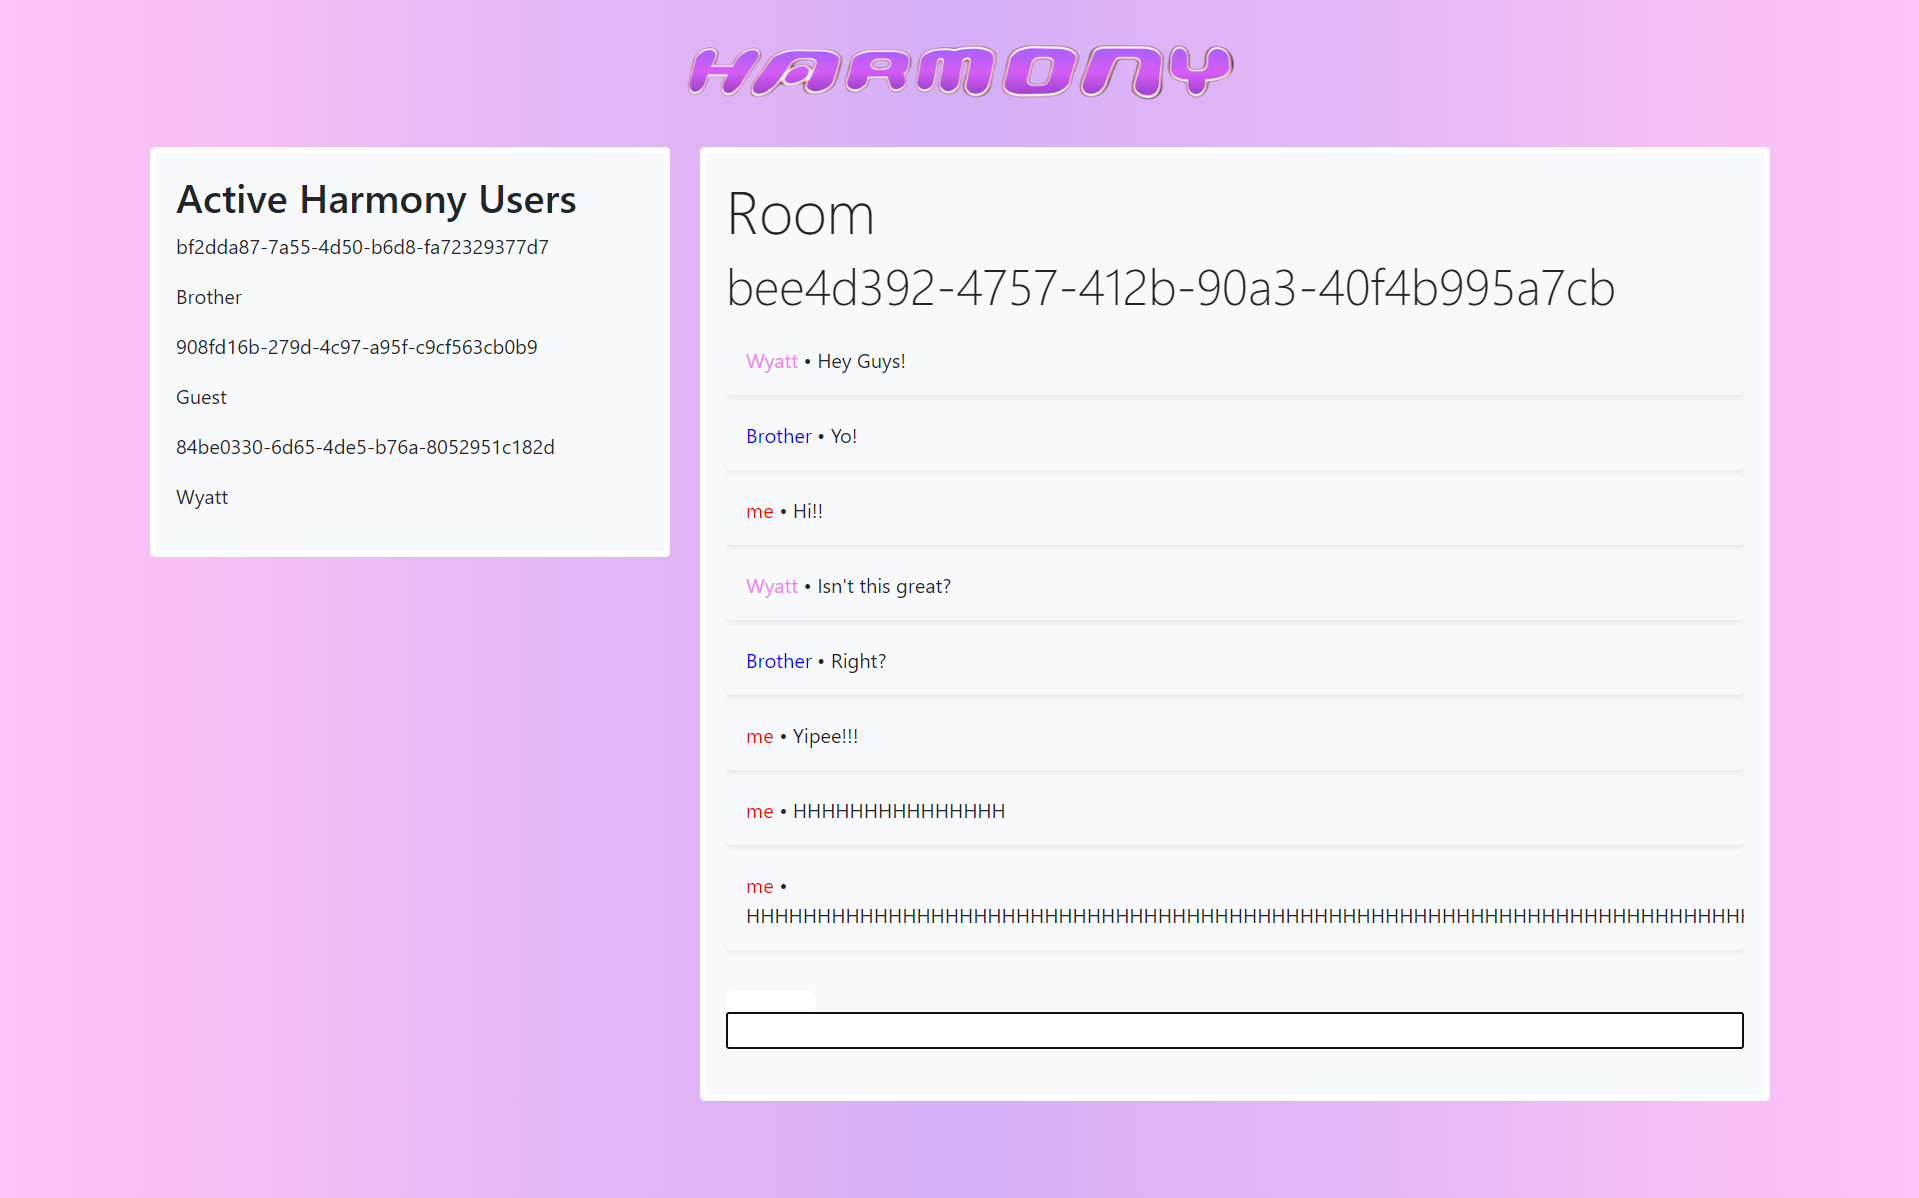 HARMONY
Active Harmony Users
bf2dda87-7a55-4d50-b6d8-fa72329377d7
Brother
908fd16b-279d-4c97-a95f-c9cf563cb0b9
Guest
84be0330-6d65-4de5-b76a-8052951c182d
Wyatt
Room
bee4d392-4757-412b-90a3-40f4b995a7cb
Wyatt • Hey Guys!
Brother • Yo!
me • Hi!!
Wyatt • Isn't this great?
Brother • Right?
me • Yipee!!!
me • HHHHHHHHHHHHHHH
me •
HHHHHHHHHHHHHHHHHHHHHHHHHHHHHHHHHHHHHHHHHHHHHHHHHHHHHHHHHHHHHHHHHHHHHH